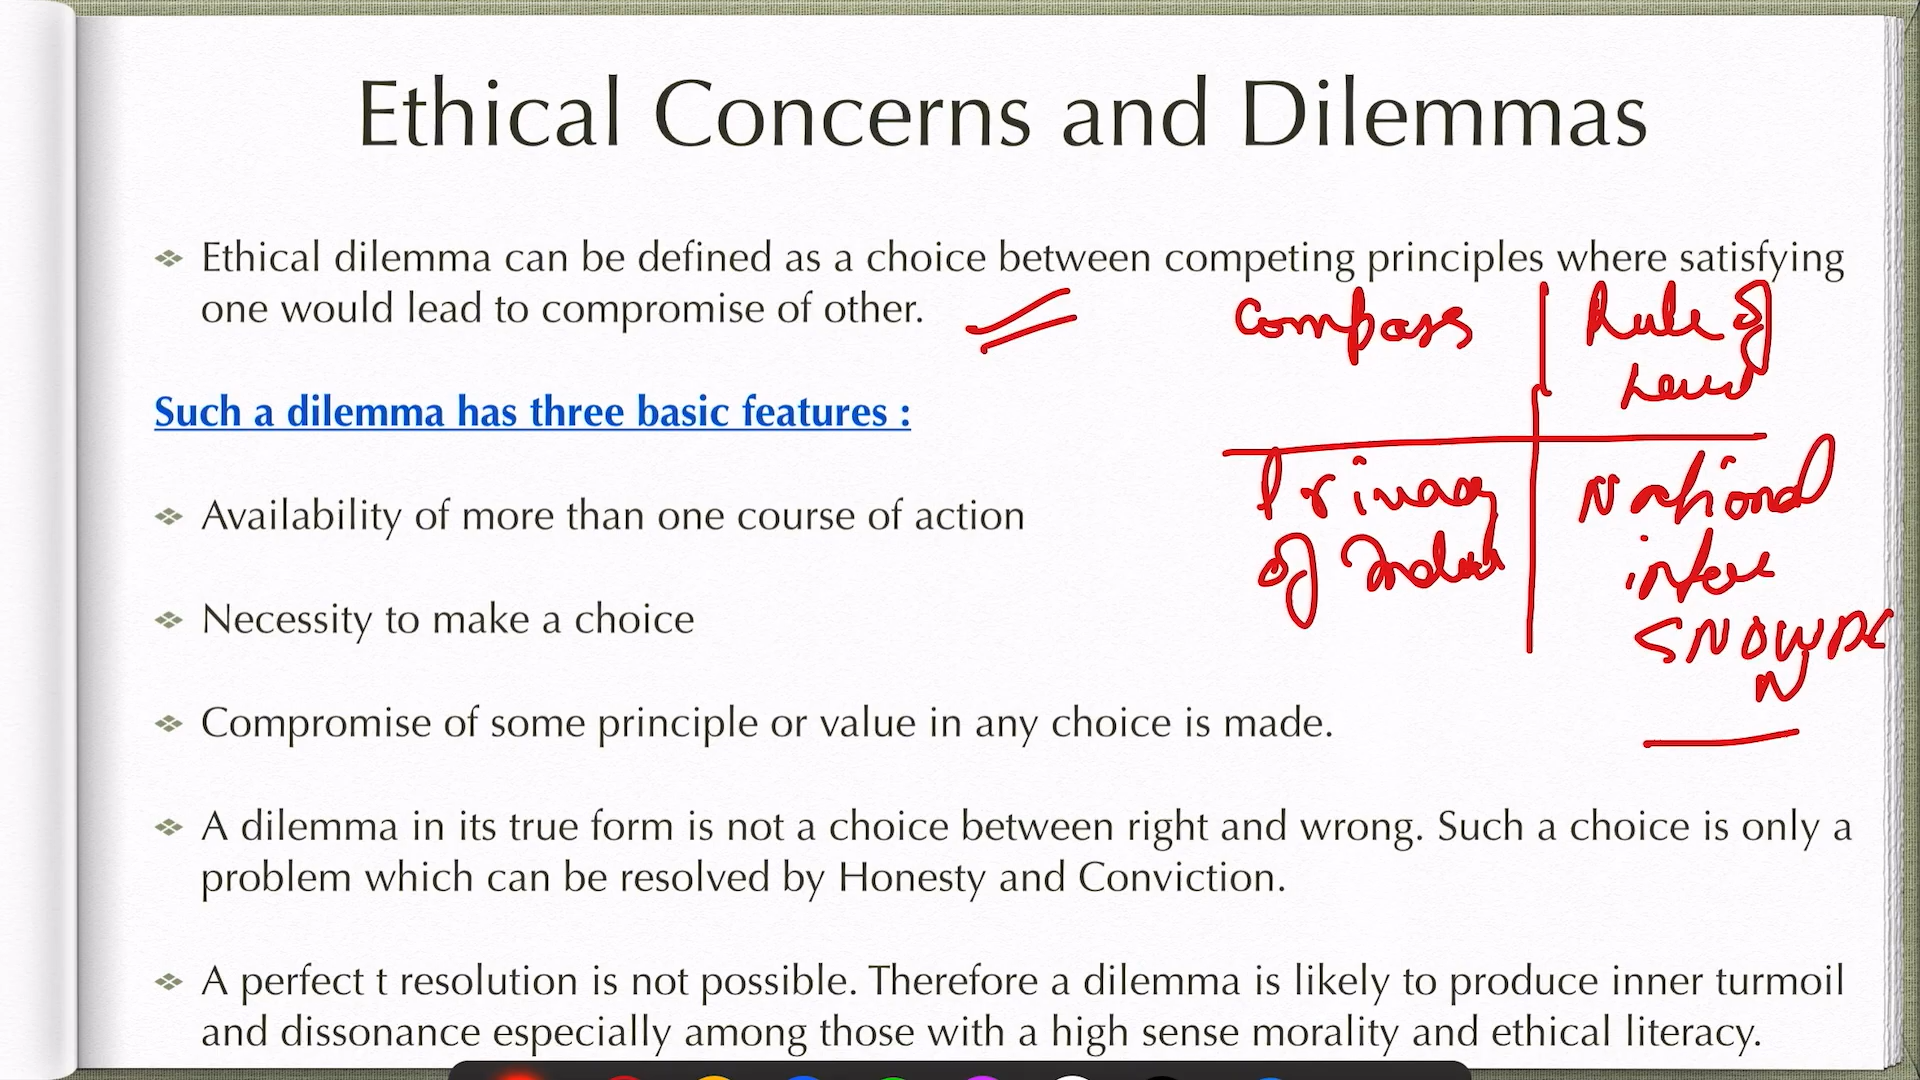 Ethical Concerns and Dilemmas
❖ Ethical dilemma can be defined as a choice between competing principles where satisfying
one would lead to compromise of other.
Compass
Rule of
Such a dilemma has three basic features :
❖ Availability of more than one course of action
Privacy
of
National
❖ Necessity to make a choice
SNOWDE
N
❖ Compromise of some principle or value in any choice is made.
❖ A dilemma in its true form is not a choice between right and wrong. Such a choice is only a
problem which can be resolved by Honesty and Conviction.
❖ A perfect t resolution is not possible. Therefore a dilemma is likely to produce inner turmoil
and dissonance especially among those with a high sense morality and ethical literacy.